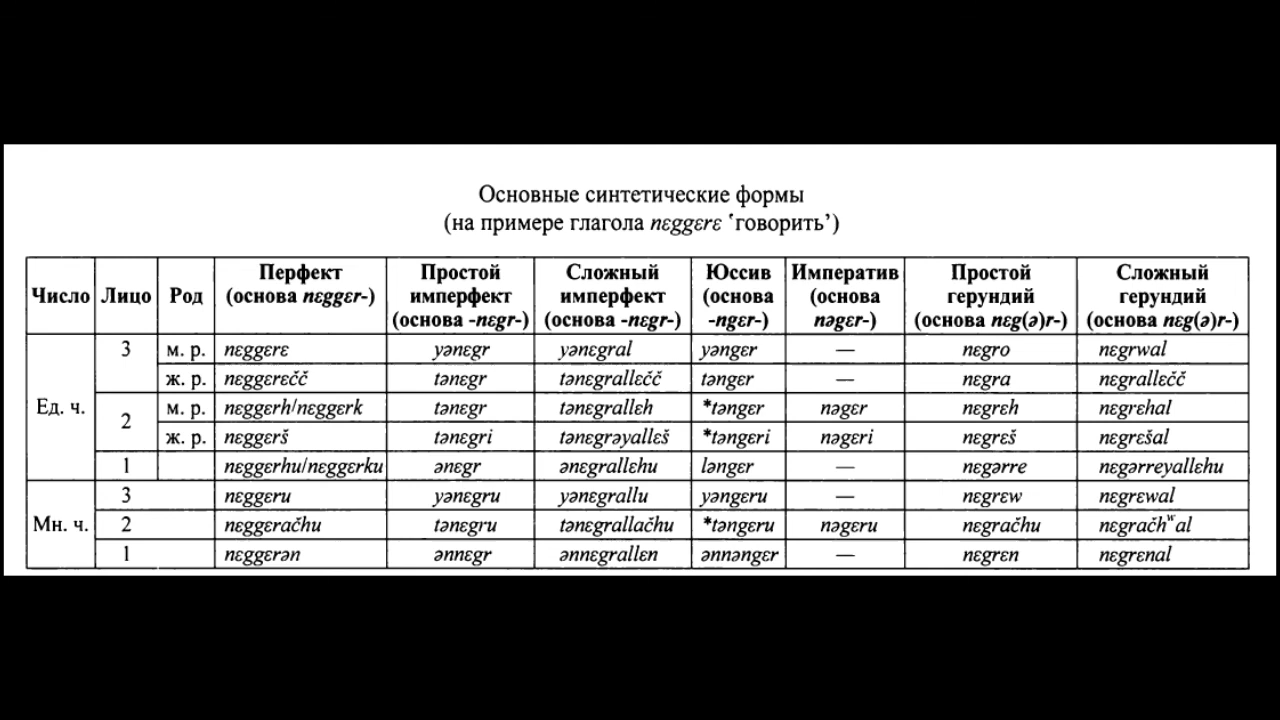 Основные синтетические формы
(на примере глагола nɛggɛrɛ ‛говорить’)
Число Лицо Род Перфект (основа nɛggɛr-) Простой имперфект (основа -nɛgr-) Сложный имперфект (основа -nɛgr-) Юссив (основа -ngɛr-) Императив (основа nəgɛr-) Простой герундий (основа nɛg(ə)r-) Сложный герундий (основа nɛg(ə)r-)
Ед. ч. 3 м. р. nɛggɛrɛ yənɛgr yənɛgral yəngɛr — nɛgro nɛgrwal
ж. р. nɛggɛrɛčč tənɛgr tənɛgrallɛčč təngɛr — nɛgra nɛgrallɛčč
2 м. р. nɛggɛrh/nɛggɛrk tənɛgr tənɛgrallɛh *təngɛr nəgɛr nɛgrɛh nɛgrɛhal
ж. р. nɛggɛrš tənɛgri tənɛgrəyallɛš *təngɛri nəgɛri nɛgrɛš nɛgrɛšal
1 nɛggɛrhu/nɛggɛrku ənɛgr ənɛgrallɛhu ləngɛr — nɛgərre nɛgərreyallɛhu
Мн. ч. 3 nɛggɛru yənɛgru yənɛgrallu yəngɛru — nɛgrɛw nɛgrɛwal
2 nɛggɛračhu tənɛgru tənɛgrallačhu *təngɛru nəgɛru nɛgračhu nɛgračhʷal
1 nɛggɛrən ənnɛgr ənnɛgrallɛn ənnəngɛr — nɛgrɛn nɛgrɛnal